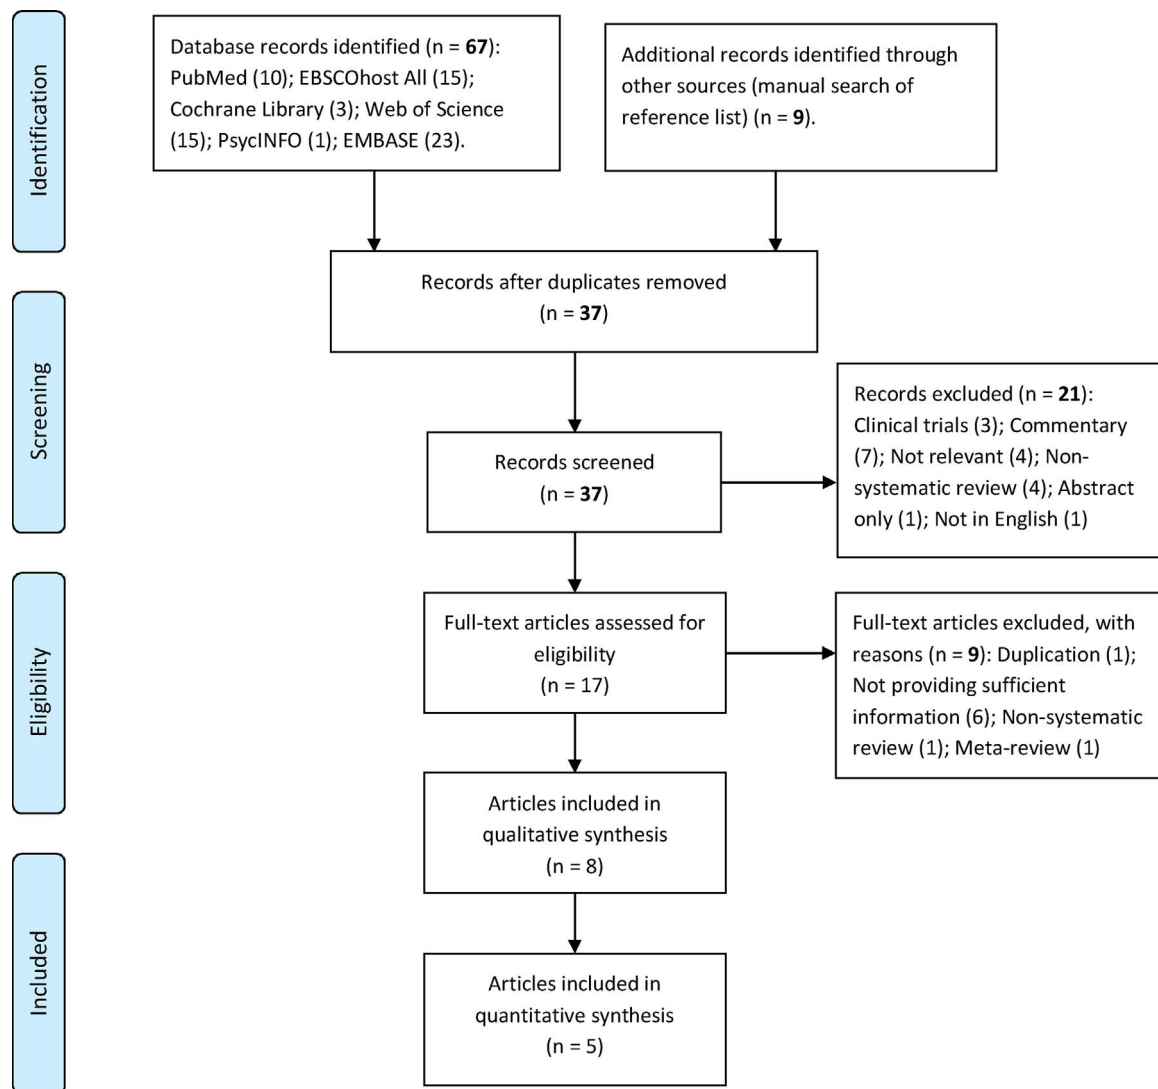 Identification
Database records identified (n = 67):
PubMed (10); EBSCOhost All (15);
Cochrane Library (3); Web of Science
(15); PsycINFO (1); EMBASE (23).
Additional records identified through
other sources (manual search of
reference list) (n = 9).
Records after duplicates removed
(n = 37)
Screening
Records screened
(n = 37)
Records excluded (n = 21):
Clinical trials (3); Commentary
(7); Not relevant (4); Non-
systematic review (4); Abstract
only (1); Not in English (1)
Eligibility
Full-text articles assessed for
eligibility
(n = 17)
Full-text articles excluded, with
reasons (n = 9): Duplication (1);
Not providing sufficient
information (6); Non-systematic
review (1); Meta-review (1)
Articles included in
qualitative synthesis
(n = 8)
Included
Articles included in
quantitative synthesis
(n = 5)